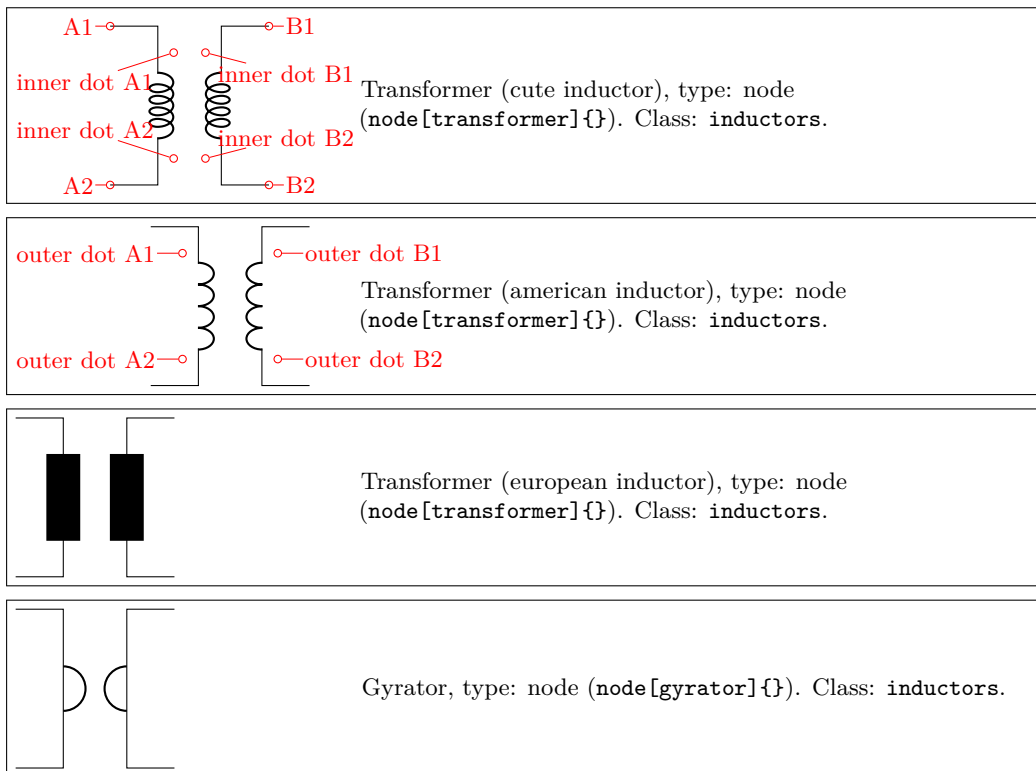 A1
B1
inner dot A1
inner dot B1
inner dot A2
inner dot B2
A2
B2
Transformer (cute inductor), type: node
(node[transformer]{}). Class: inductors.
outer dot A1
outer dot B1
outer dot A2
outer dot B2
Transformer (american inductor), type: node
(node[transformer]{}). Class: inductors.
Transformer (european inductor), type: node
(node[transformer]{}). Class: inductors.
Gyrator, type: node (node[gyrator]{}). Class: inductors.